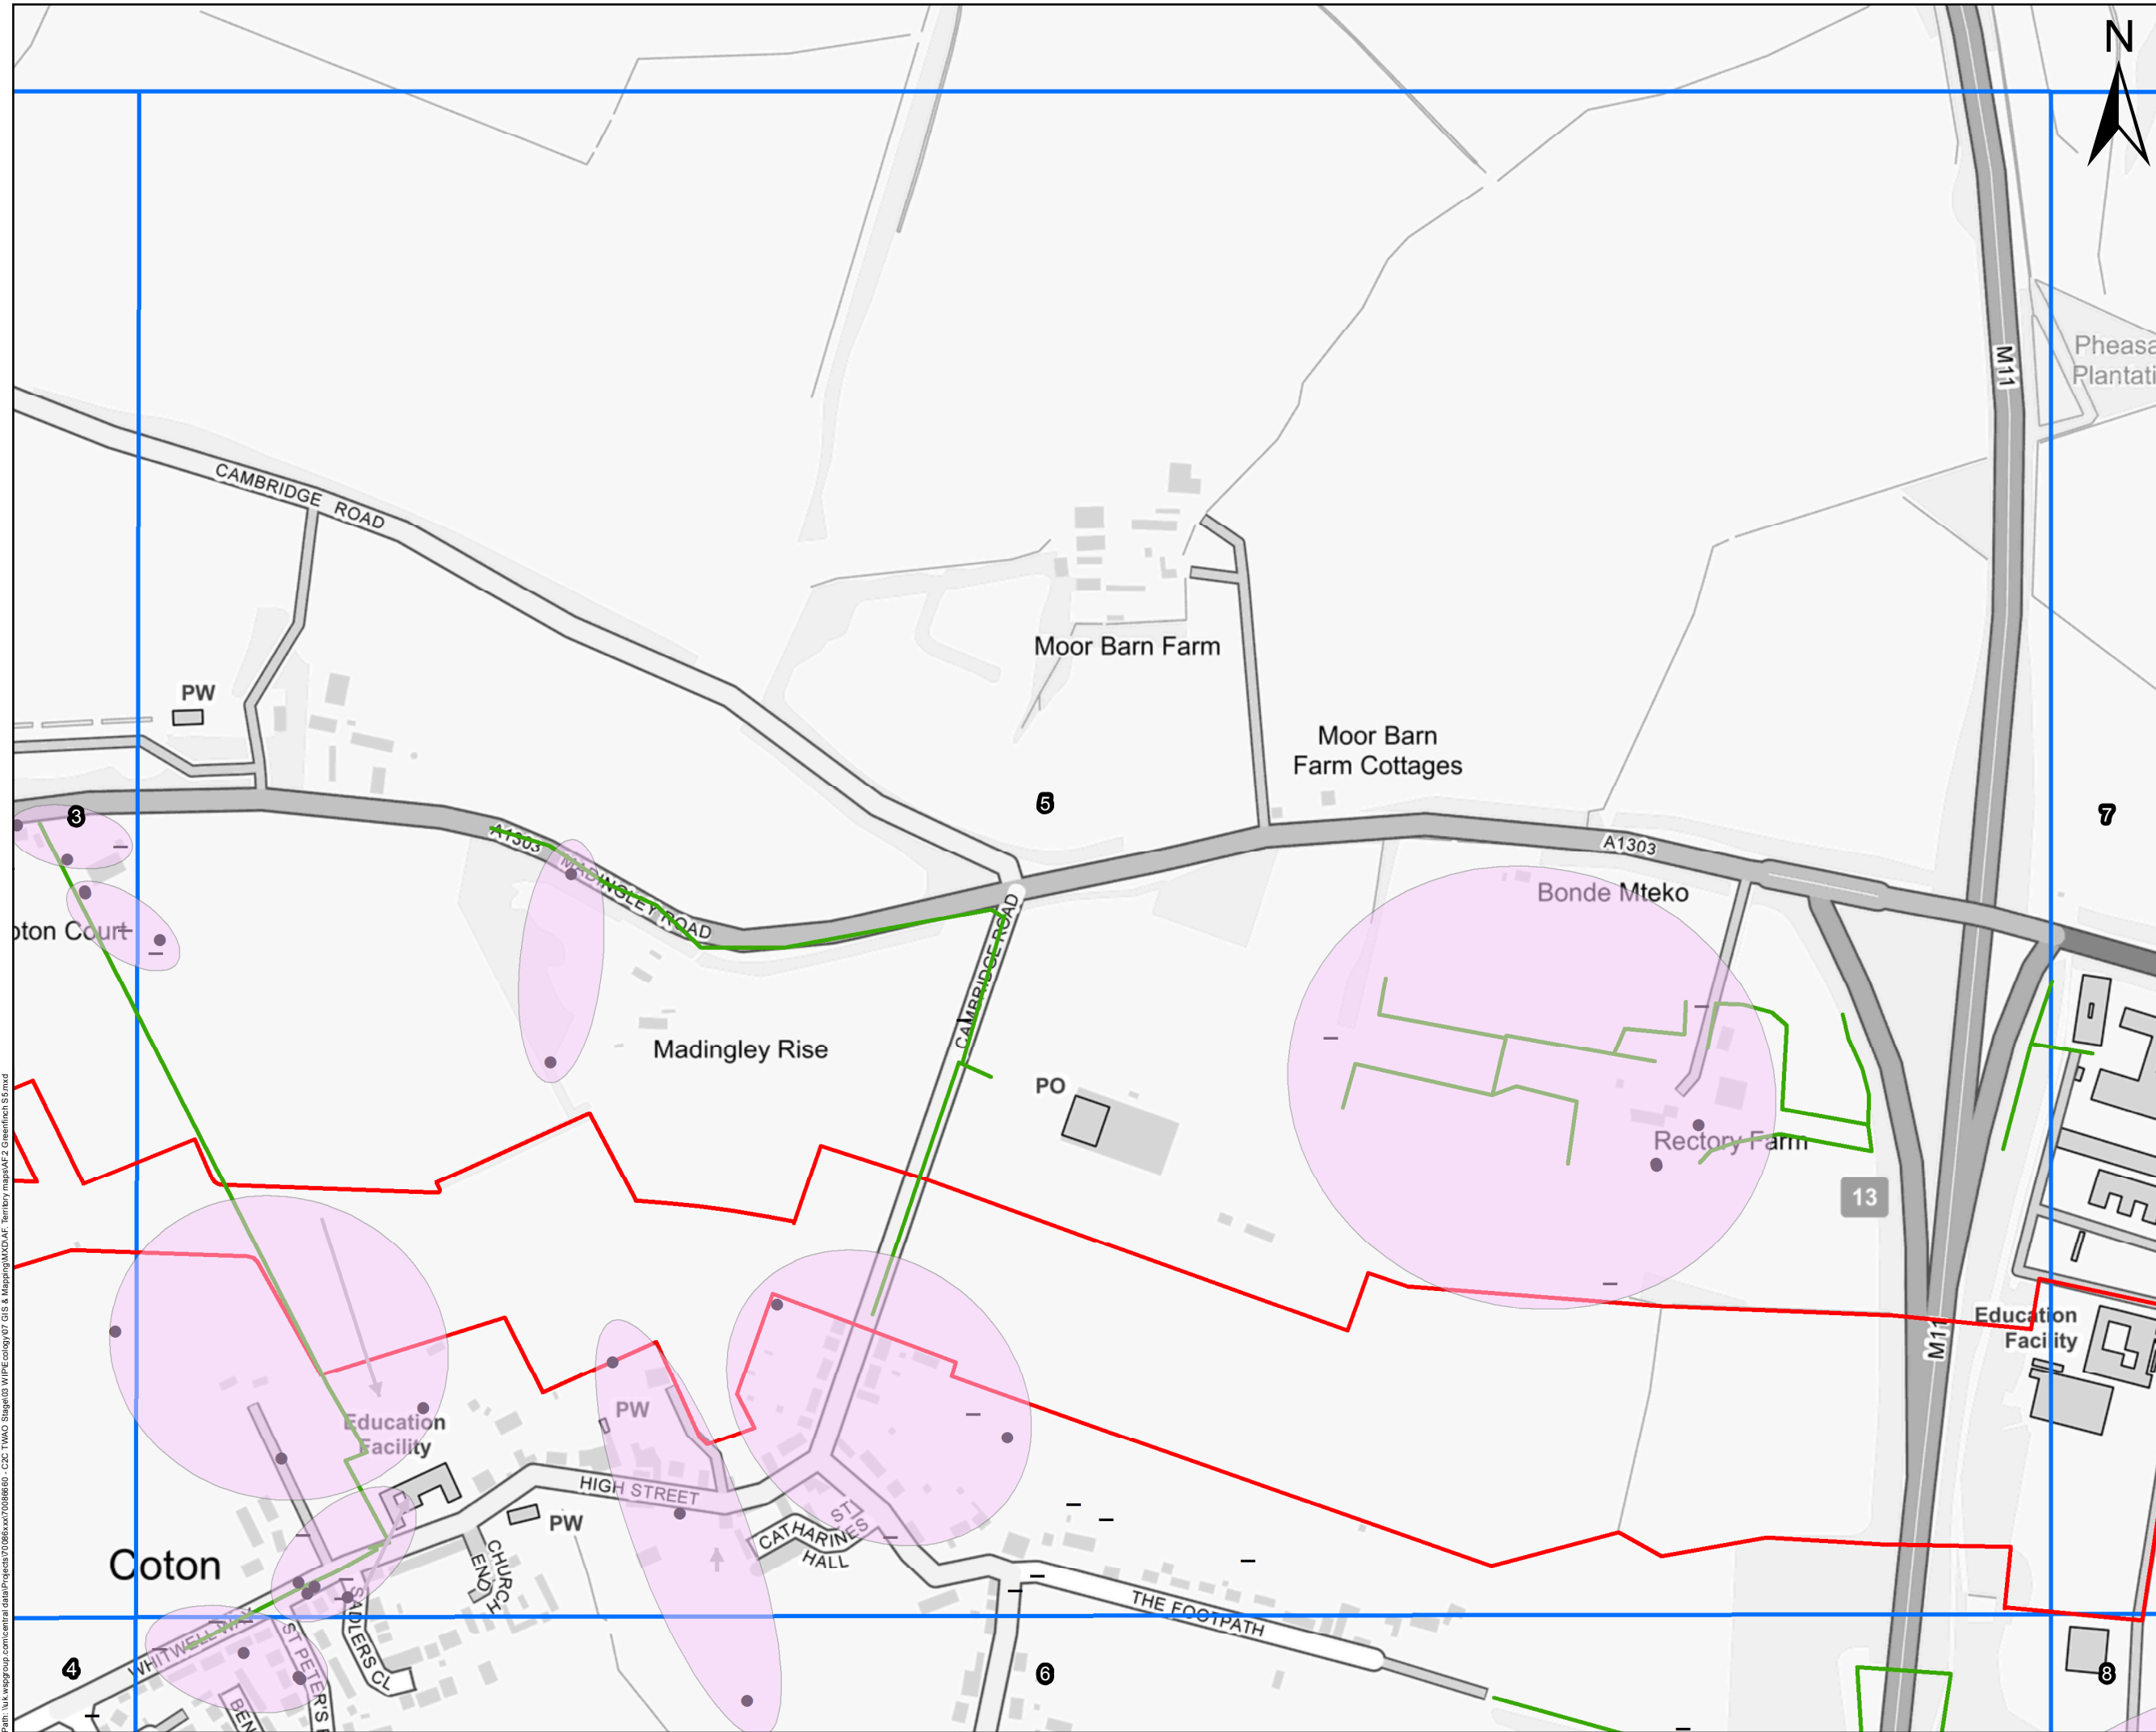 N
M11
Pheasa
Plantati
CAMBRIDGE ROAD
Moor Barn Farm
PW
Moor Barn
Farm Cottages
3
5
7
A1303
A1303
MADINGLEY ROAD
Bonde Mteko
oton Court
CAMBRIDGE ROAD
Madingley Rise
PO
Rectory Farm
13
Education
Facility
M11
PW
Education
Facility
HIGH STREET
PW
ST
CATHARINES
HALL
Coton
CHURCH
END
THE FOOTPATH
WHITWELL WAY
SADLERS CL
ST PETER'S R
BEN
4
6
8